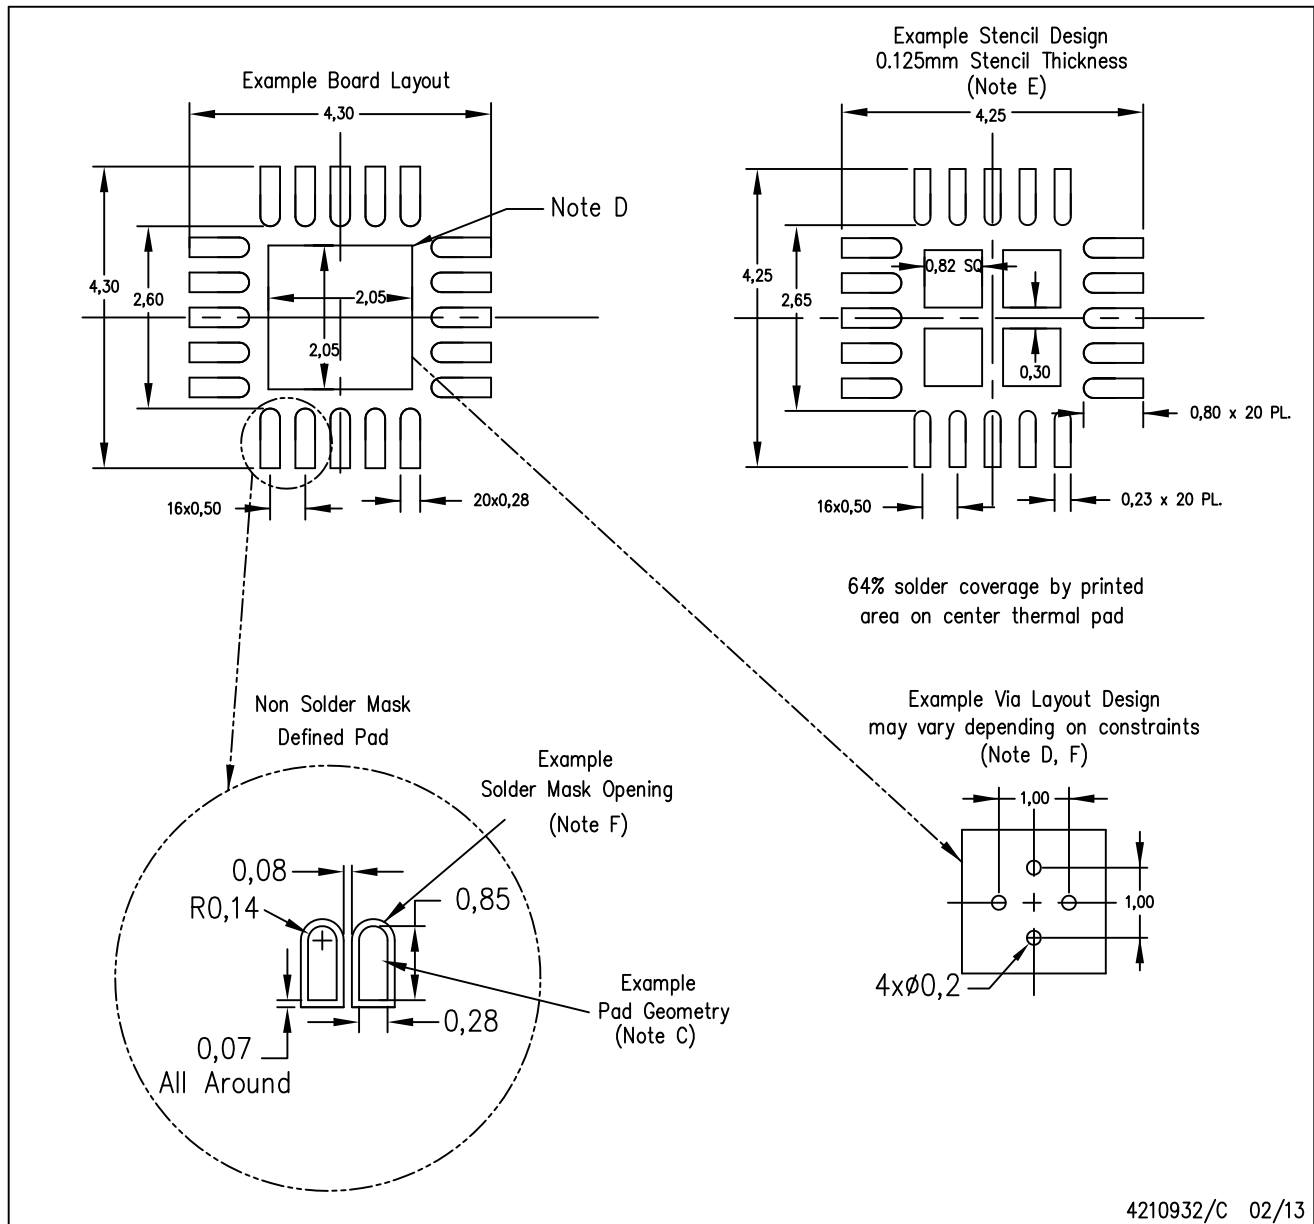 Example Board Layout
4,30
4,30
2,60
2,05
2,05
Note D
16x0,50
20x0,28
Example Stencil Design
0.125mm Stencil Thickness
(Note E)
4,25
4,25
2,65
0,82 SQ
0,30
0,80 x 20 PL.
16x0,50
0,23 x 20 PL.
64% solder coverage by printed
area on center thermal pad
Non Solder Mask
Defined Pad
Example
Solder Mask Opening
(Note F)
0,08
R0,14
0,85
0,28
0,07
All Around
Example
Pad Geometry
(Note C)
Example Via Layout Design
may vary depending on constraints
(Note D, F)
1,00
1,00
4xø0,2
4210932/C 02/13